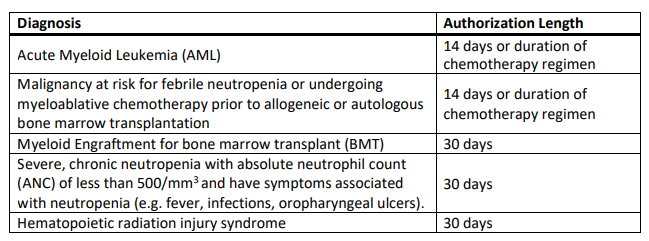 Diagnosis Authorization Length
Acute Myeloid Leukemia (AML) 14 days or duration of chemotherapy regimen
Malignancy at risk for febrile neutropenia or undergoing
myeloablative chemotherapy prior to allogeneic or autologous
bone marrow transplantation
14 days or duration of
chemotherapy regimen
Myeloid Engraftment for bone marrow transplant (BMT) 30 days
Severe, chronic neutropenia with absolute neutrophil count
(ANC) of less than 500/mm³ and have symptoms associated
with neutropenia (e.g. fever, infections, oropharyngeal ulcers).
30 days
Hematopoietic radiation injury syndrome 30 days